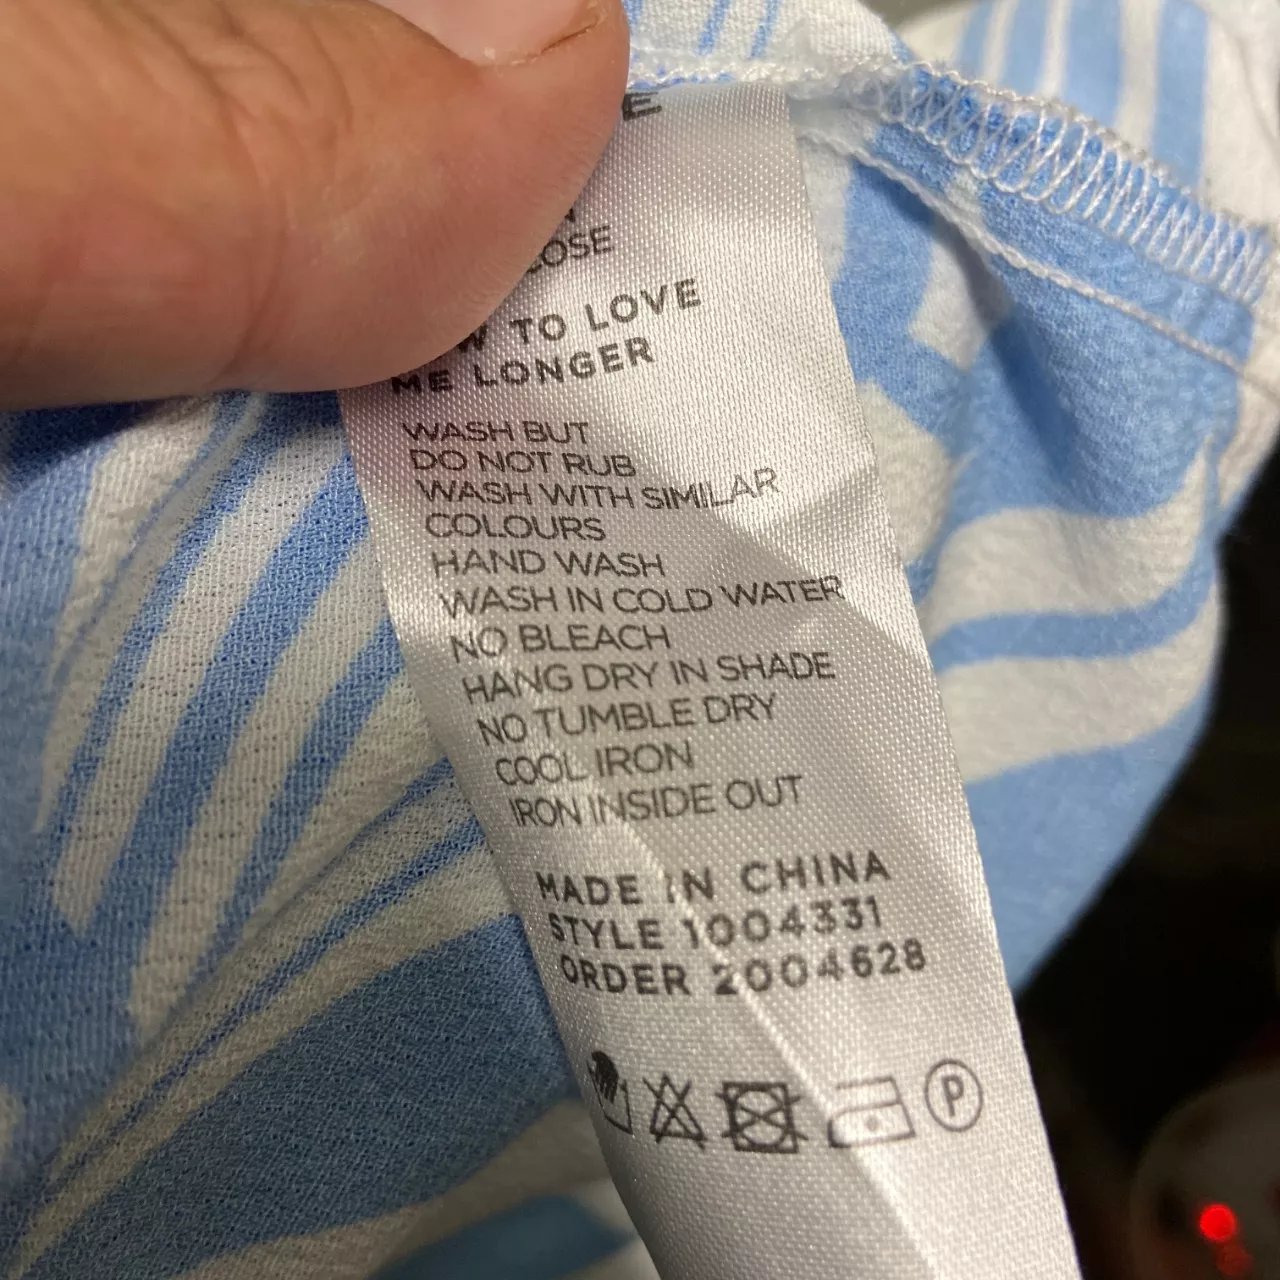 E
COSE
TO LOVE
ME LONGER
WASH BUT
DO NOT RUB
WASH WITH SIMILAR
COLOURS
HAND WASH
WASH IN COLD WATER
NO BLEACH
HANG DRY IN SHADE
NO TUMBLE DRY
COOL IRON
IRON INSIDE OUT
MADE IN CHINA
STYLE 1004331
ORDER 2004628
P